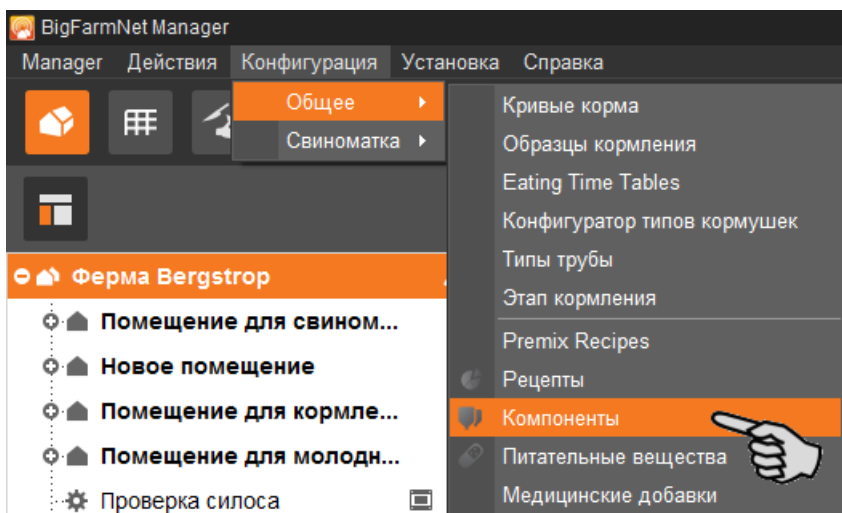 BigFarmNet Manager
Manager Действия Конфигурация Установка Справка
Общее
Свиноматка
Кривые корма
Образцы кормления
Eating Time Tables
Конфигуратор типов кормушек
Типы трубы
Этап кормления
Premix Recipes
Рецепты
Компоненты
Питательные вещества
Медицинские добавки
Ферма Bergstrop
Помещение для свином...
Новое помещение
Помещение для кормле...
Помещение для молодн...
Проверка силоса